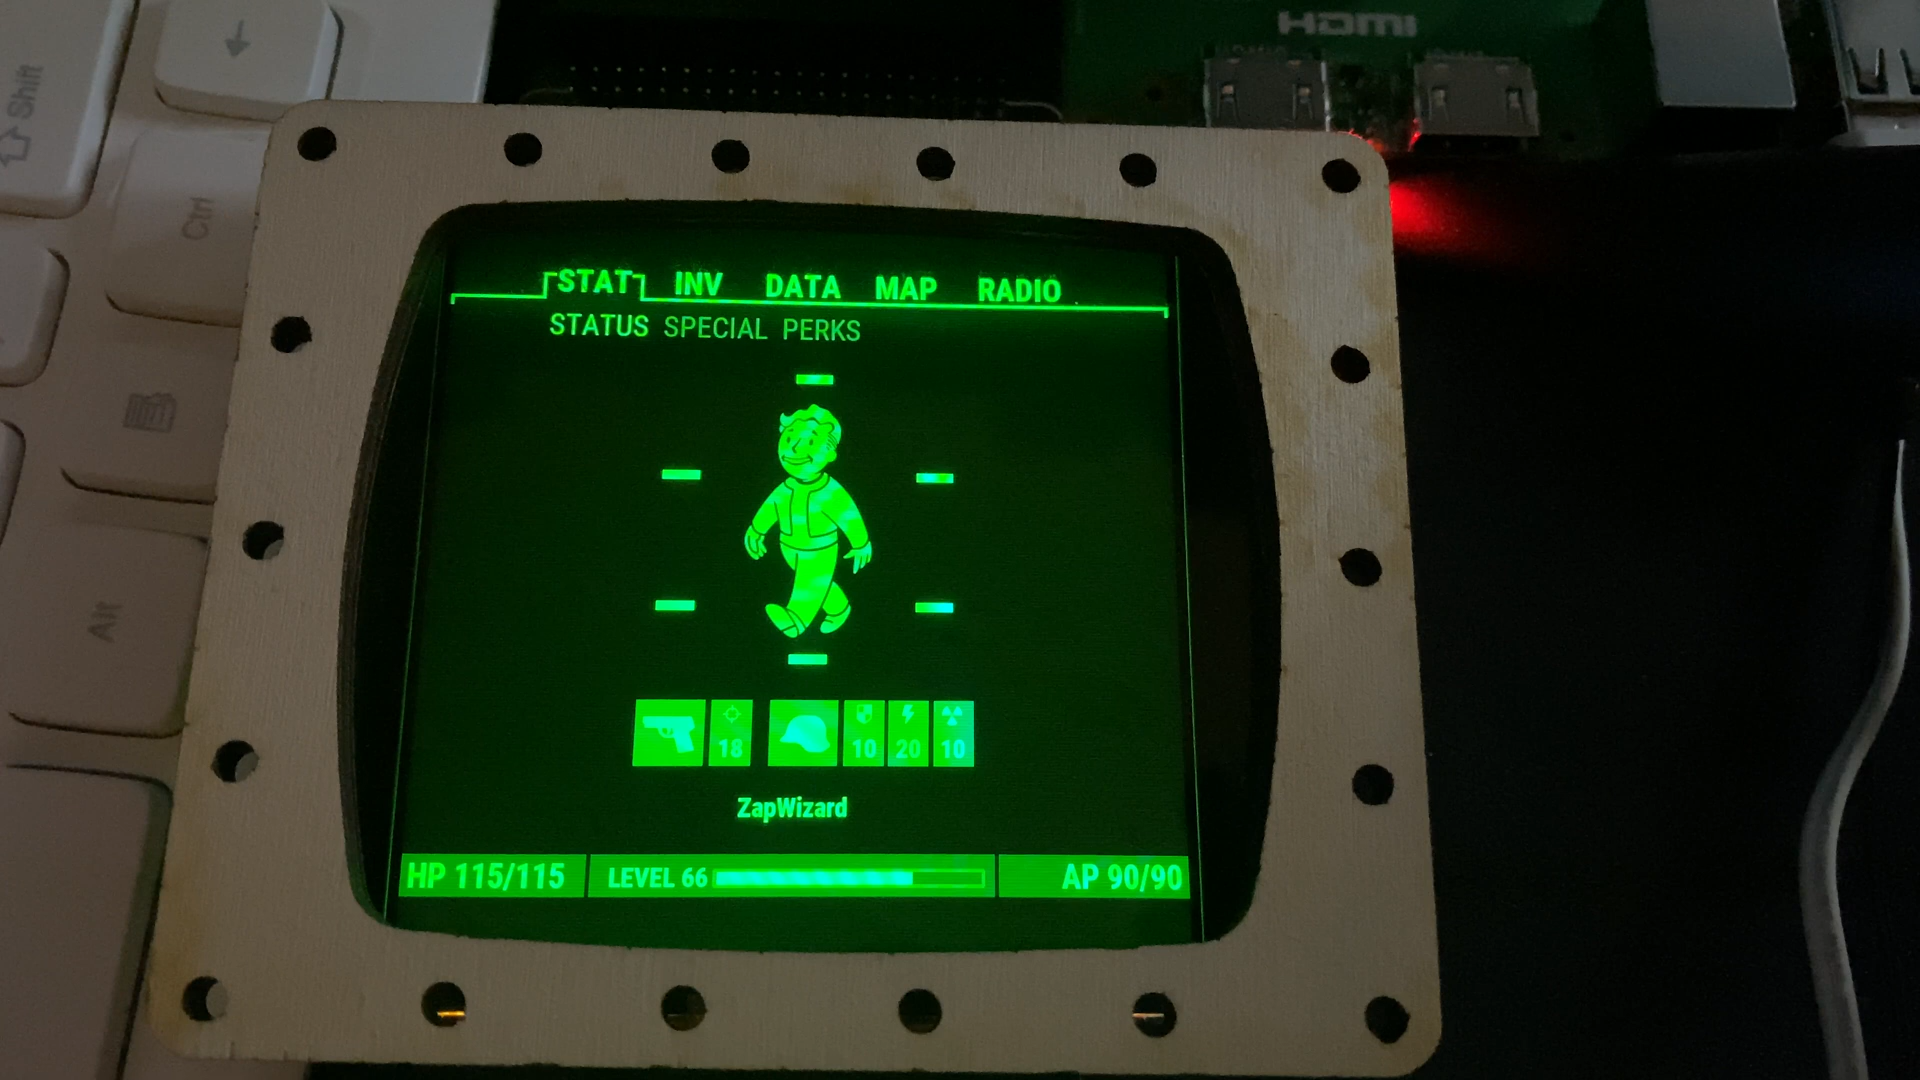 HDMI
Shift
Ctrl
Alt
STAT INV DATA MAP RADIO
STATUS SPECIAL PERKS
18 10 20 10
ZapWizard
HP 115/115 LEVEL 66 AP 90/90